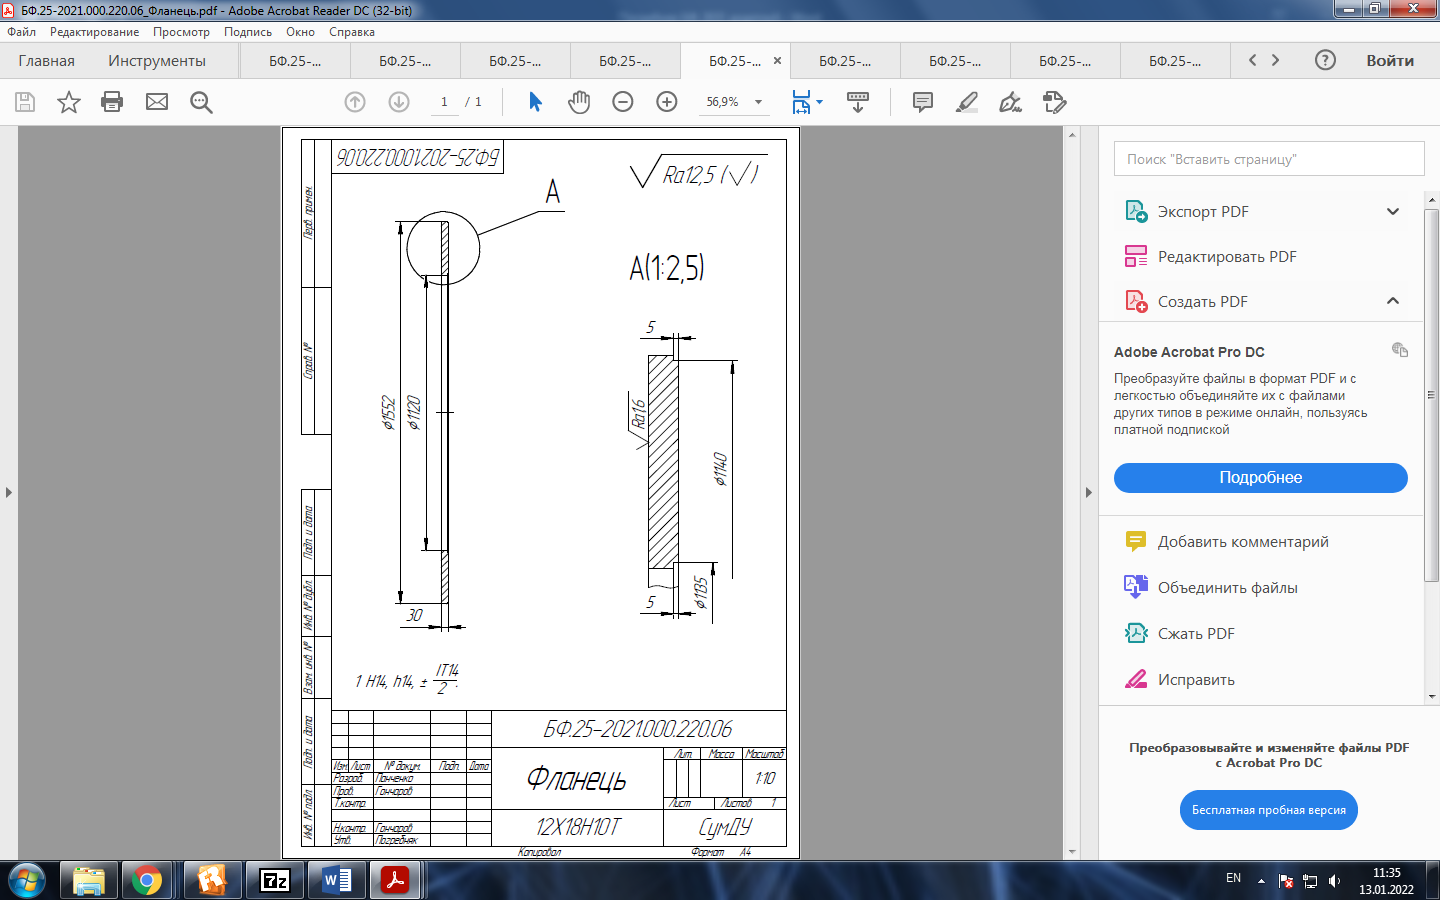 БФ.25-2021.000.220.06_Фланець.pdf - Adobe Acrobat Reader DC (32-bit)
Файл Редактирование Просмотр Подпись Окно Справка
Главная Инструменты БФ.25-... БФ.25-... БФ.25-... БФ.25-... БФ.25-... БФ.25-... БФ.25-... БФ.25-... БФ.25-... Войти
1 / 1 56,9%
БФ.25-2021.000.220.06
Ra12,5 (√)
А
А(1:2,5)
Перв. примен.
Справ. №
Подп. и дата
Инв. № дубл.
Взам. инв. №
Подп. и дата
Инв. № подл.
⌀1552
⌀1120
30
5
Ra16
⌀1140
⌀1135
5
1 H14, h14, ± IT14/2.
БФ.25-2021.000.220.06
Изм. Лист № докум. Подп. Дата
Разраб. Панченко
Пров. Гончаров
Т.контр.
Н.контр. Гончаров
Утв. Погребняк
Фланець
Лит. Масса Масштаб
1:10
Лист Листов 1
12Х18Н10Т
СумДУ
Копировал Формат А4
Поиск "Вставить страницу"
Экспорт PDF
Редактировать PDF
Создать PDF
Adobe Acrobat Pro DC
Преобразуйте файлы в формат PDF и с
легкостью объединяйте их с файлами
других типов в режиме онлайн, пользуясь
платной подпиской
Подробнее
Добавить комментарий
Объединить файлы
Сжать PDF
Исправить
Преобразовывайте и изменяйте файлы PDF
с Acrobat Pro DC
Бесплатная пробная версия
7z
W
EN
11:35
13.01.2022